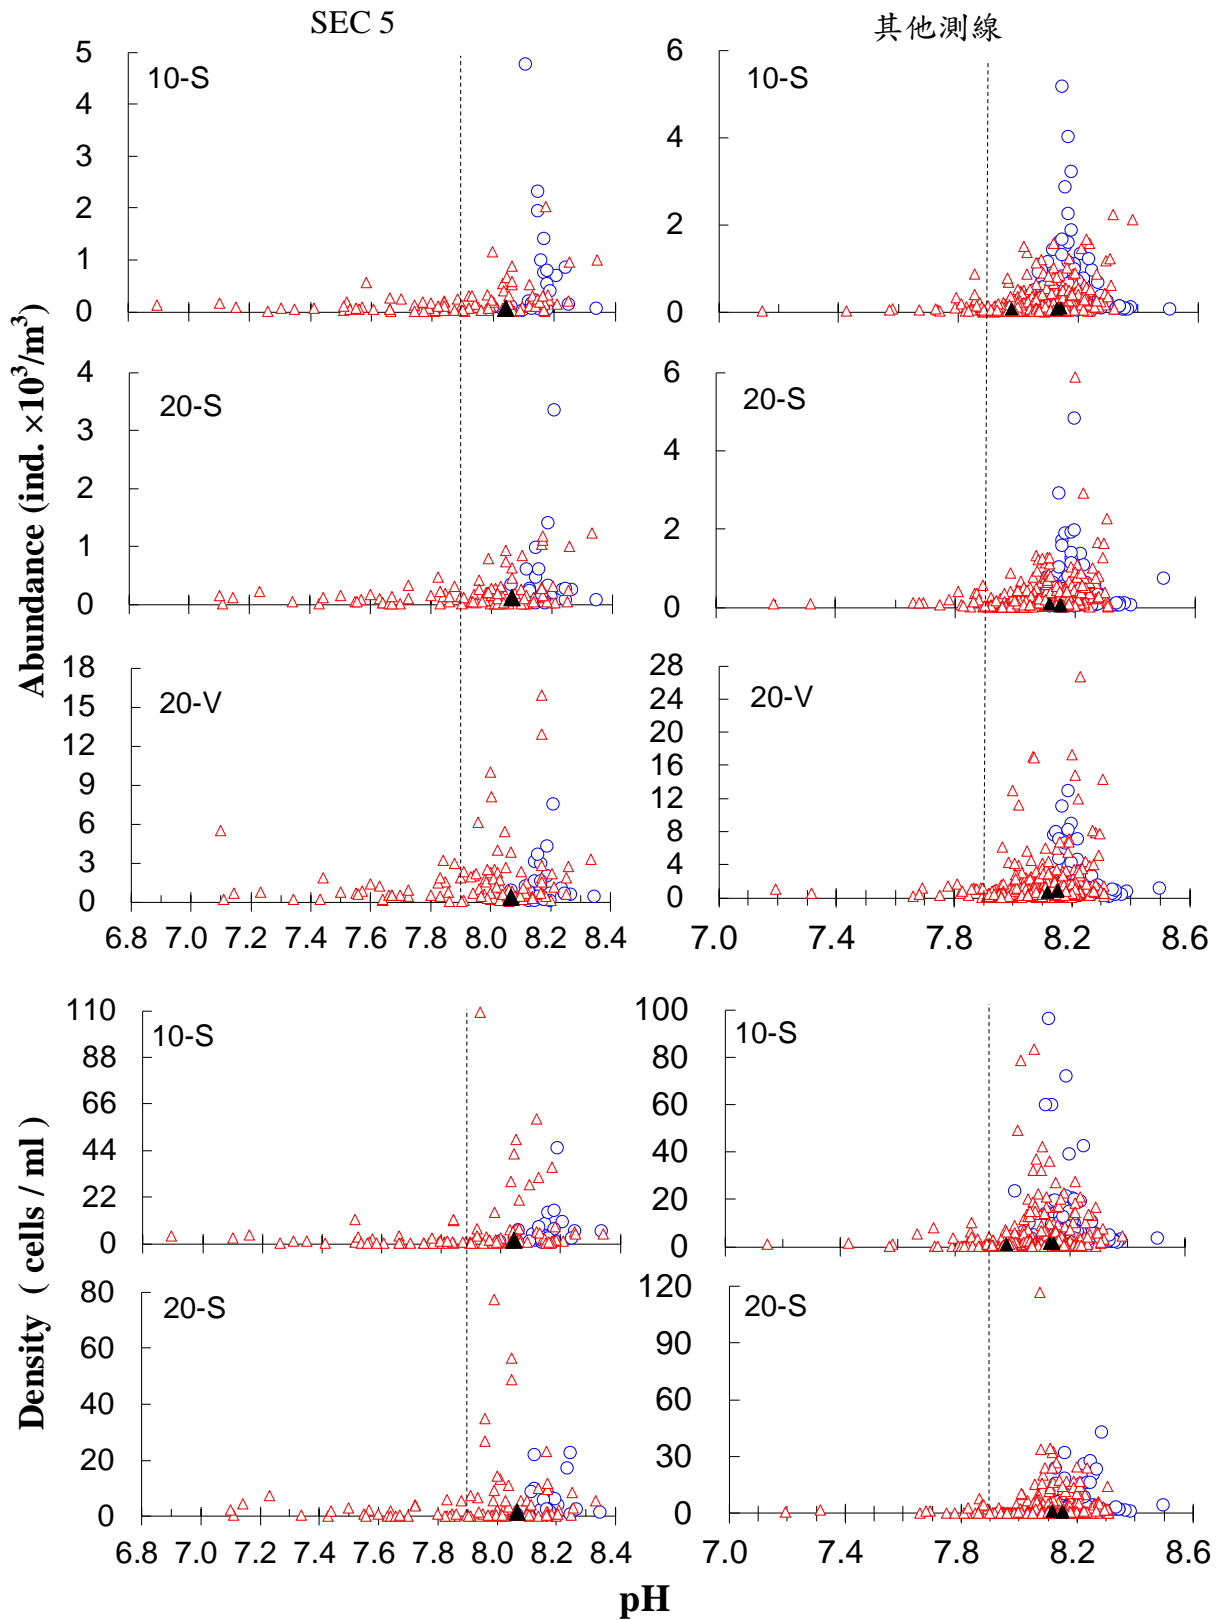 SEC 5
其他測線
5
4
3
2
1
0
10-S
6
4
2
0
10-S
4
3
2
1
0
20-S
6
4
2
0
20-S
18
15
12
9
6
3
0
20-V
6.8 7.0 7.2 7.4 7.6 7.8 8.0 8.2 8.4
28
24
20
16
12
8
4
0
20-V
7.0 7.4 7.8 8.2 8.6
Abundance (ind. ×10³/m³)
110
88
66
44
22
0
10-S
100
80
60
40
20
0
10-S
80
60
40
20
0
20-S
6.8 7.0 7.2 7.4 7.6 7.8 8.0 8.2 8.4
120
90
60
30
0
20-S
7.0 7.4 7.8 8.2 8.6
Density ( cells / ml )
pH